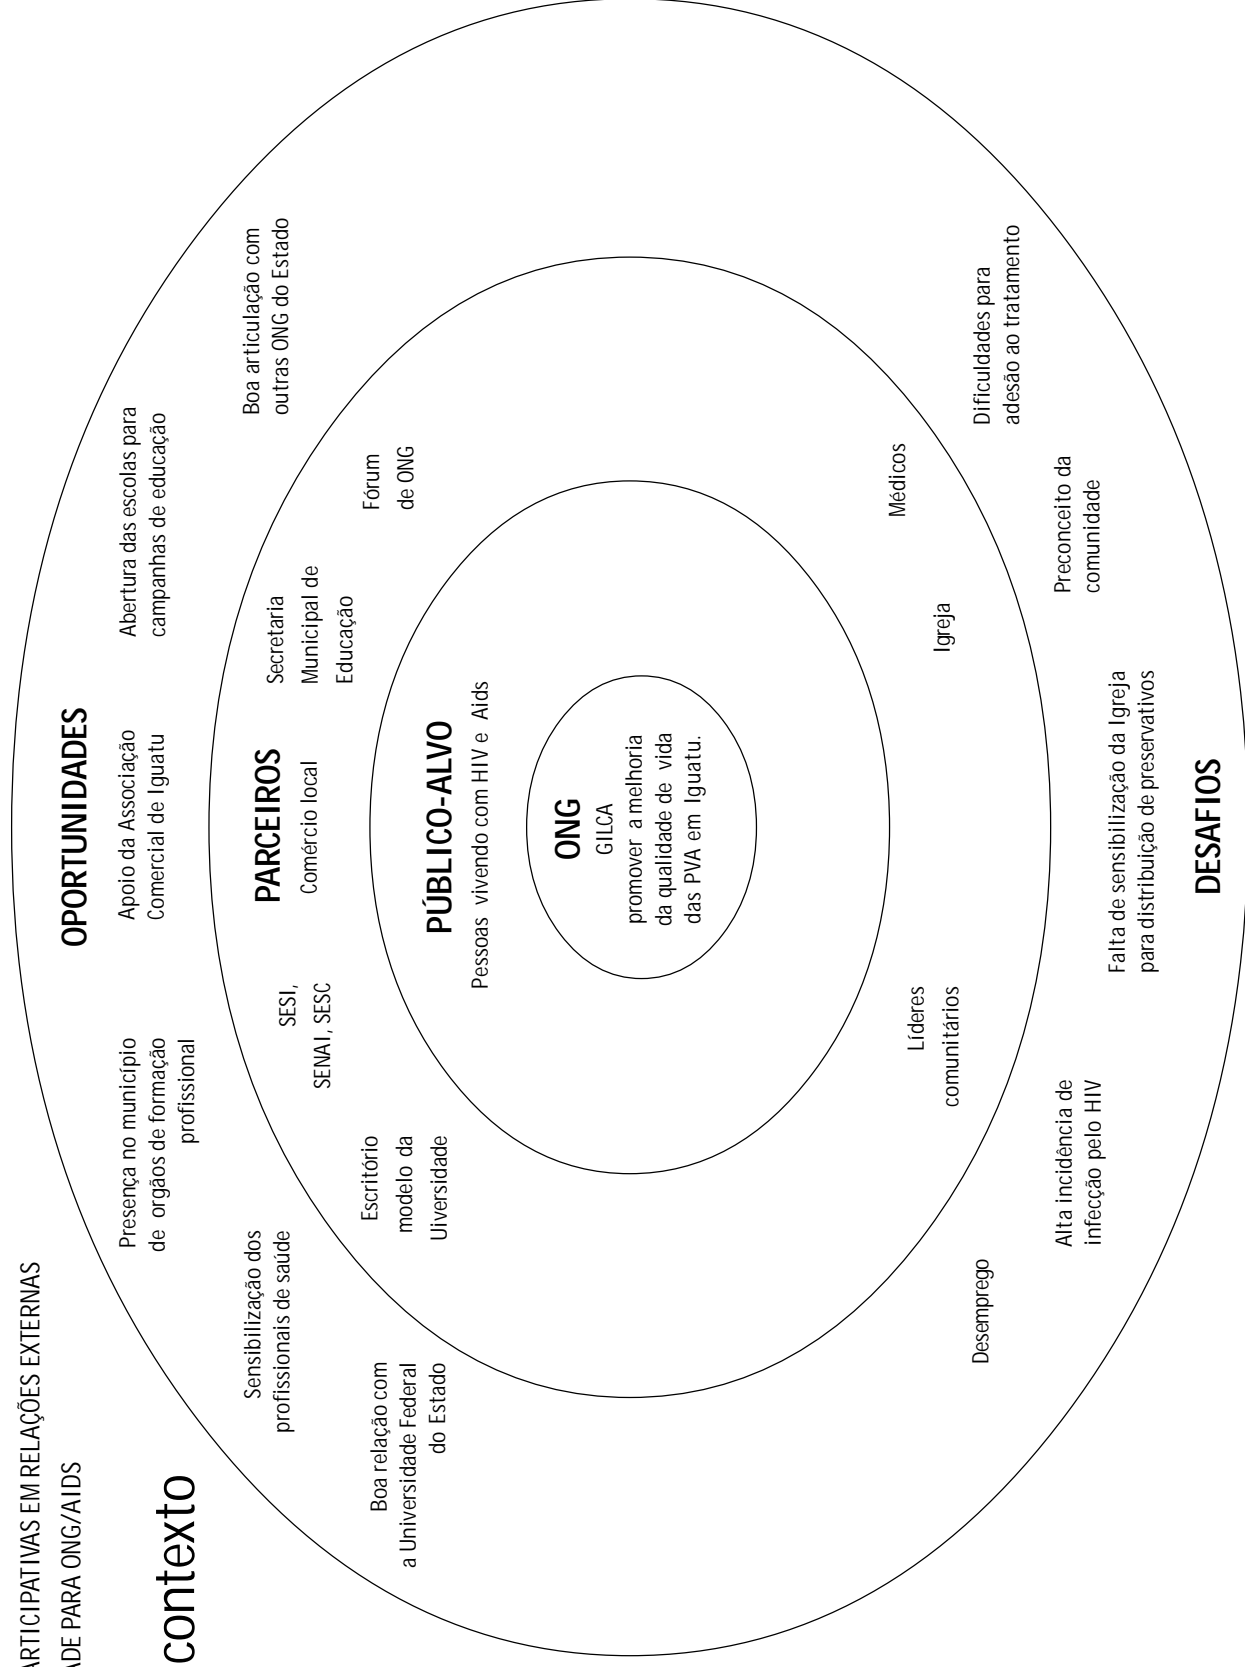 ARTICIPATIVAS EM RELAÇÕES EXTERNAS
ADE PARA ONG/AIDS
contexto
OPORTUNIDADES
Boa relação com
a Universidade Federal
do Estado
Sensibilização dos
profissionais de saúde
Presença no município
de orgãos de formação
profissional
Apoio da Associação
Comercial de Iguatu
Abertura das escolas para
campanhas de educação
Boa articulação com
outras ONG do Estado
PARCEIROS
Escritório
modelo da
Uiversidade
SESI,
SENAI, SESC
Comércio local
Secretaria
Municipal de
Educação
Fórum
de ONG
PÚBLICO-ALVO
Pessoas vivendo com HIV e Aids
ONG
GILCA
promover a melhoria
da qualidade de vida
das PVA em Iguatu.
Líderes
comunitários
Igreja
Médicos
Desemprego
Alta incidência de
infecção pelo HIV
Falta de sensibilização da Igreja
para distribuição de preservativos
Preconceito da
comunidade
Dificuldades para
adesão ao tratamento
DESAFIOS